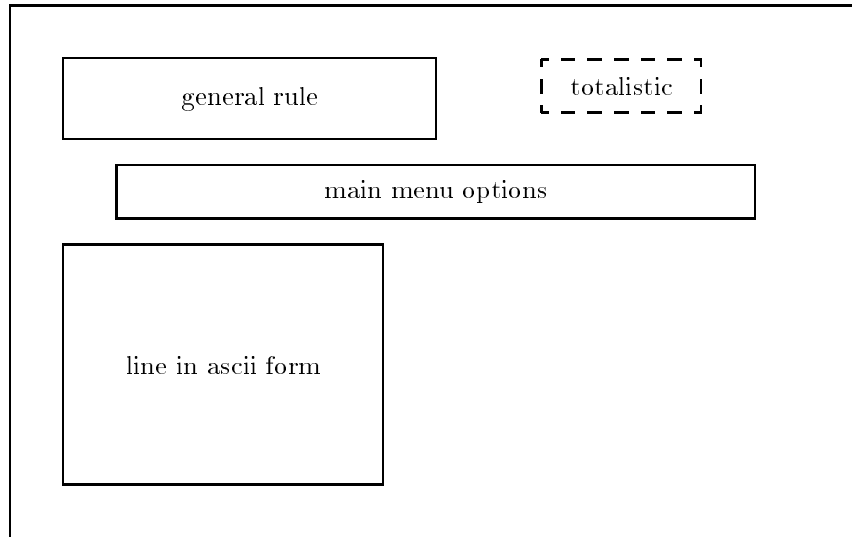 general rule
totalistic
main menu options
line in ascii form